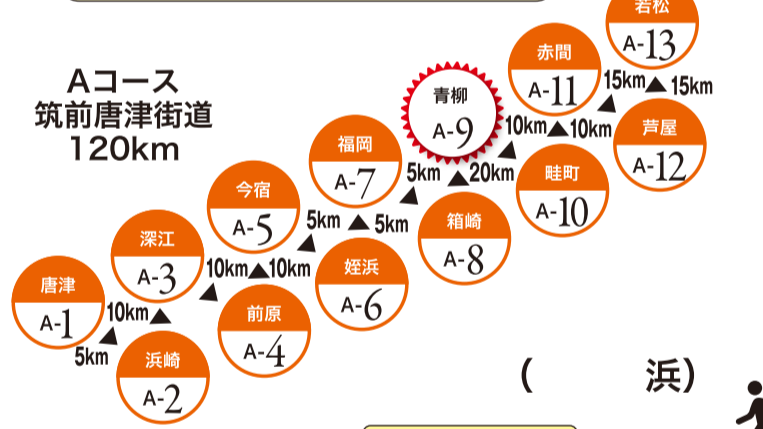 Aコース
筑前唐津街道
120km
唐津
A-1
5km
浜崎
A-2
10km
深江
A-3
10km
前原
A-4
10km
今宿
A-5
5km
姪浜
A-6
5km
福岡
A-7
5km
箱崎
A-8
20km
青柳
A-9
10km
畦町
A-10
10km
赤間
A-11
15km
芦屋
A-12
15km
若松
A-13
( 浜)